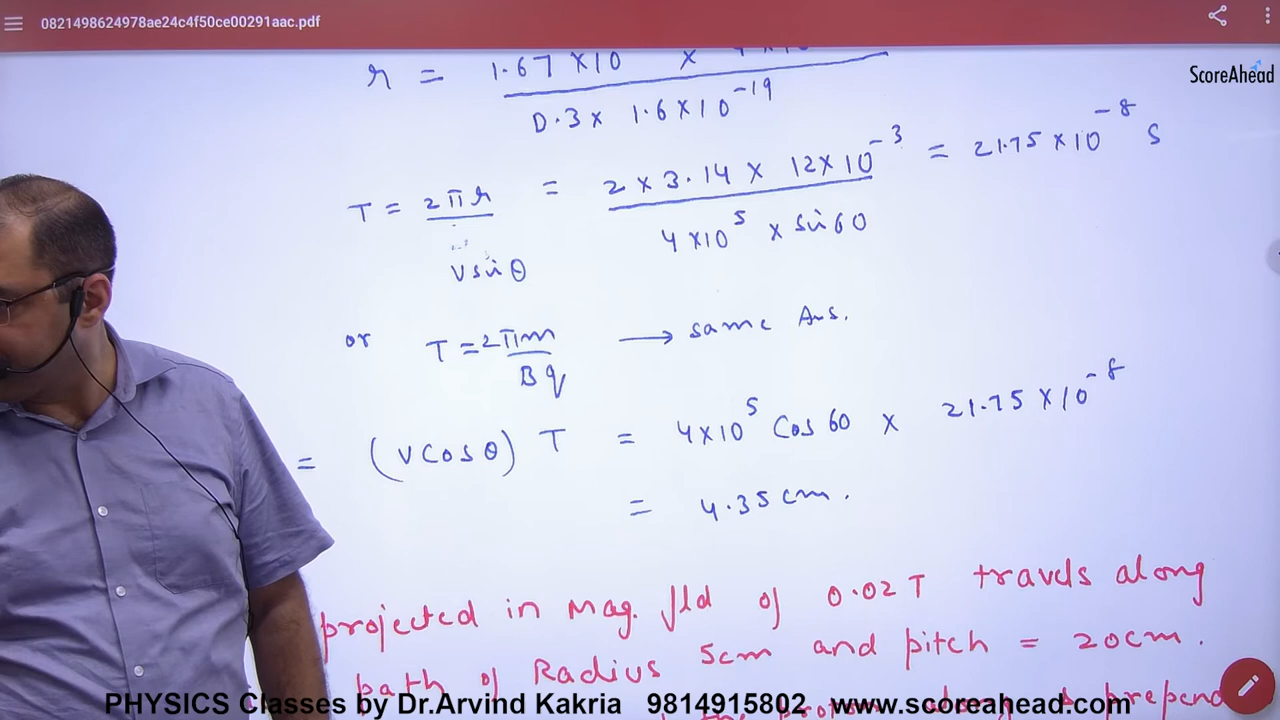 0821498624978ae24c4f50ce00291aac.pdf
ScoreAhead
r = 1.67 × 10 ×
0.3 × 1.6 × 10^-19
T = 2πr / v sin θ = 2 × 3.14 × 12 × 10^-3 / 4 × 10^5 × sin 60 = 21.75 × 10^-8 S
or T = 2πm / Bq → same Ans.
= (v cos θ) T = 4 × 10^5 Cos 60 × 21.75 × 10^-8
= 4.35 cm.
projected in Mag. fld of 0.02 T travels along
path of Radius 5cm and pitch = 20cm.
PHYSICS Classes by Dr.Arvind Kakria 9814915802 www.scoreahead.com